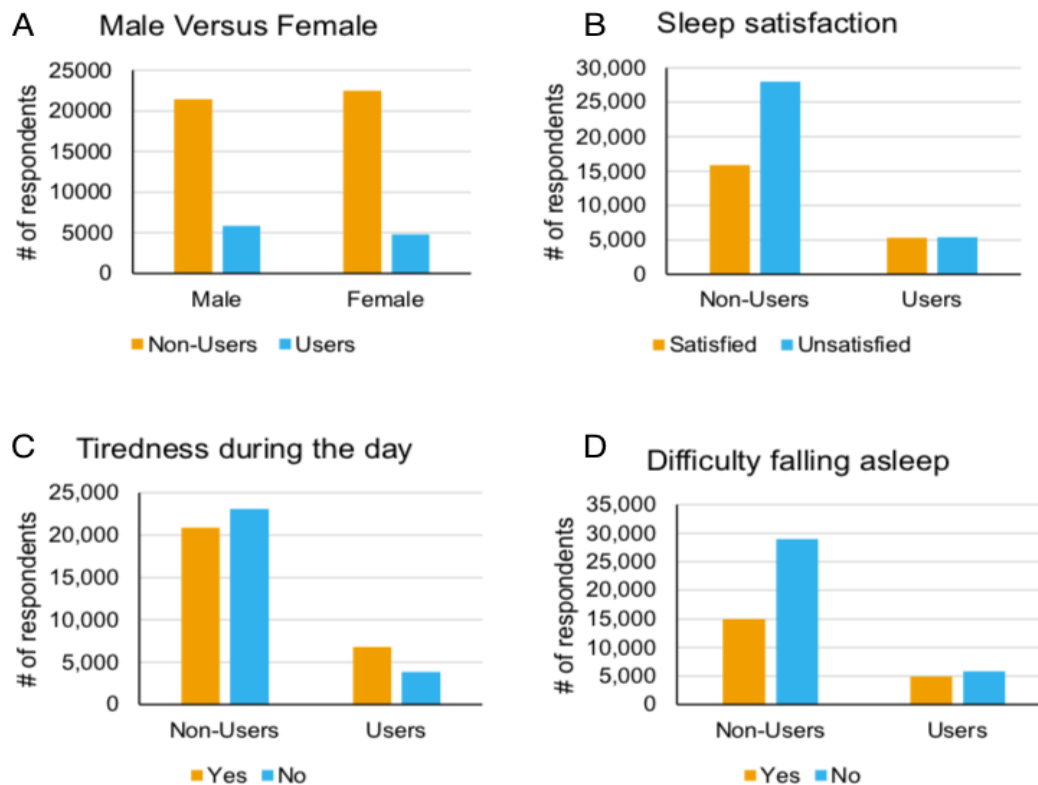 A
Male Versus Female
# of respondents
25000
20000
15000
10000
5000
0
Male Female
Non-Users Users
B
Sleep satisfaction
# of respondents
30,000
25,000
20,000
15,000
10,000
5,000
0
Non-Users Users
Satisfied Unsatisfied
C
Tiredness during the day
# of respondents
25,000
20,000
15,000
10,000
5,000
0
Non-Users Users
Yes No
D
Difficulty falling asleep
# of respondents
35,000
30,000
25,000
20,000
15,000
10,000
5,000
0
Non-Users Users
Yes No